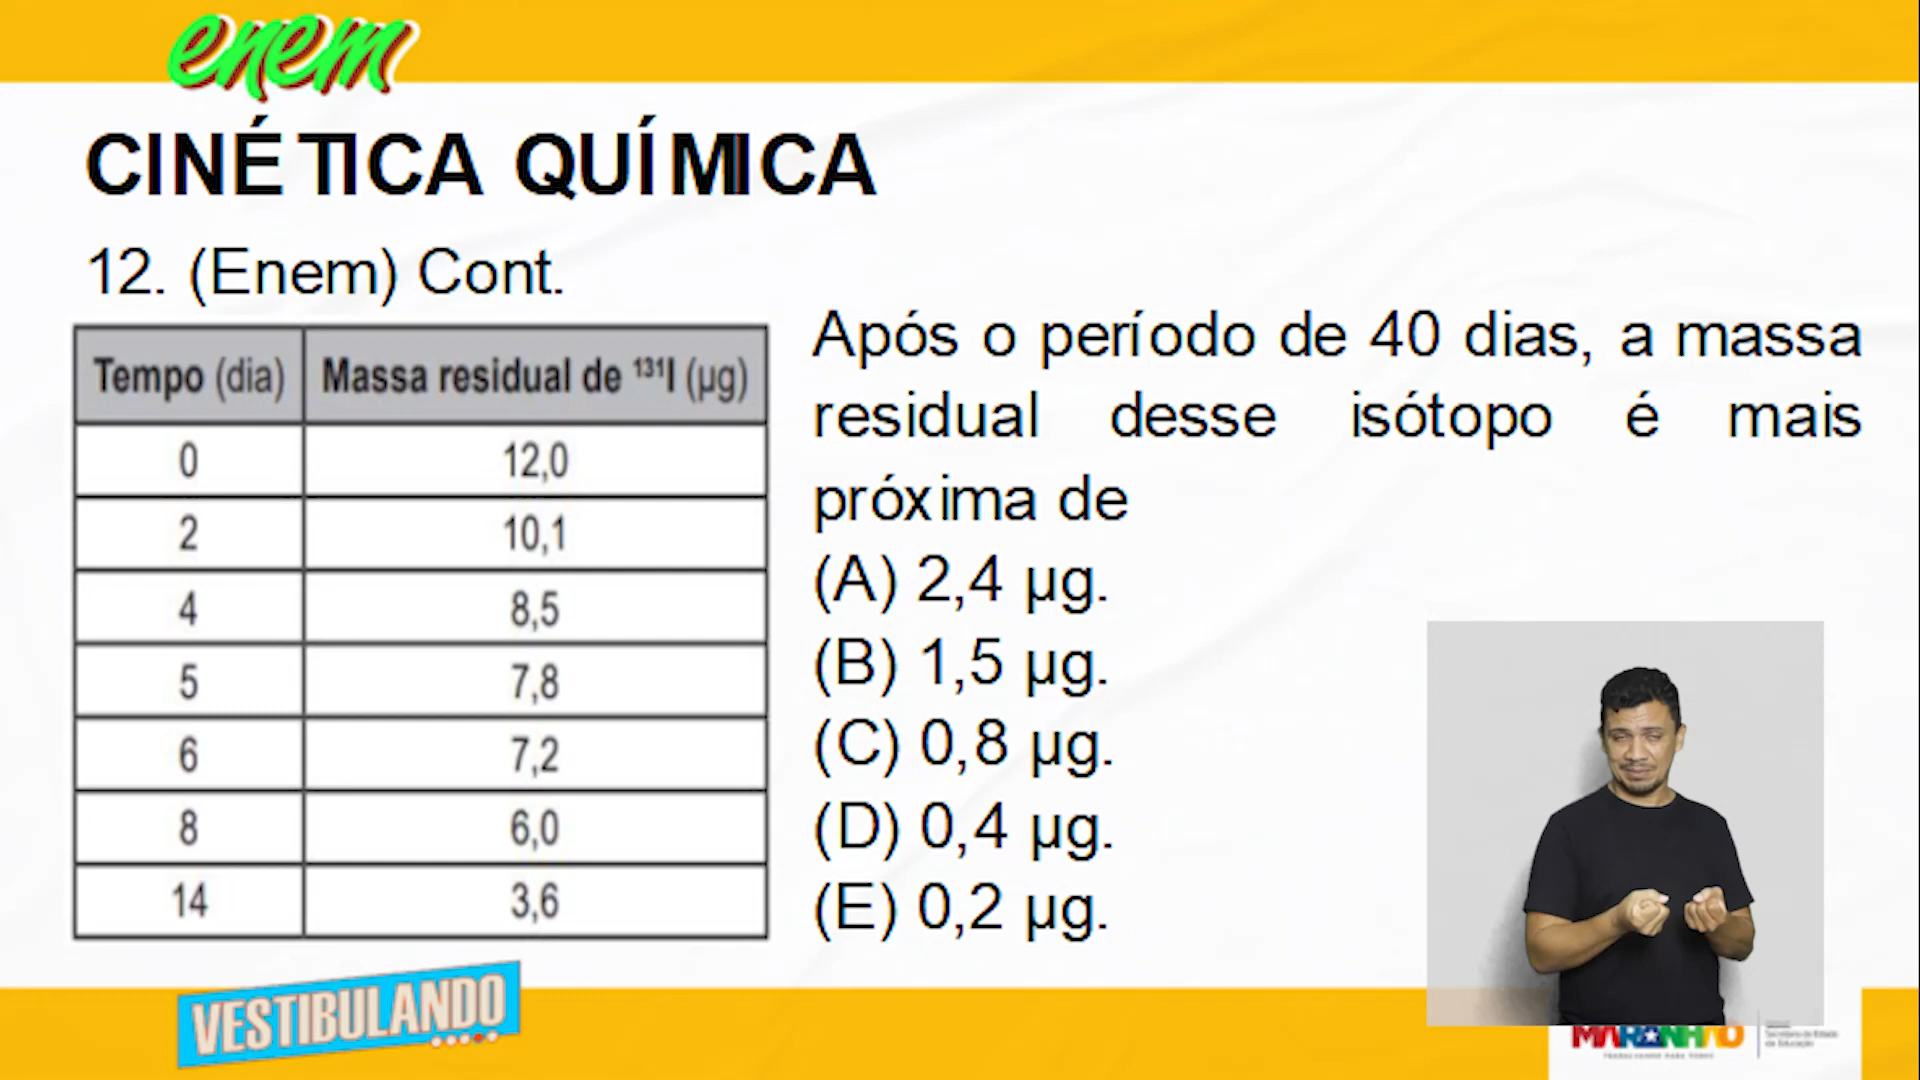 enem
CINÉTICA QUÍMICA
12. (Enem) Cont.
Tempo (dia) Massa residual de ¹³¹I (µg)
0 12,0
2 10,1
4 8,5
5 7,8
6 7,2
8 6,0
14 3,6
Após o período de 40 dias, a massa
residual desse isótopo é mais
próxima de
(A) 2,4 µg.
(B) 1,5 µg.
(C) 0,8 µg.
(D) 0,4 µg.
(E) 0,2 µg.
VESTIBULANDO
MARANHÃO